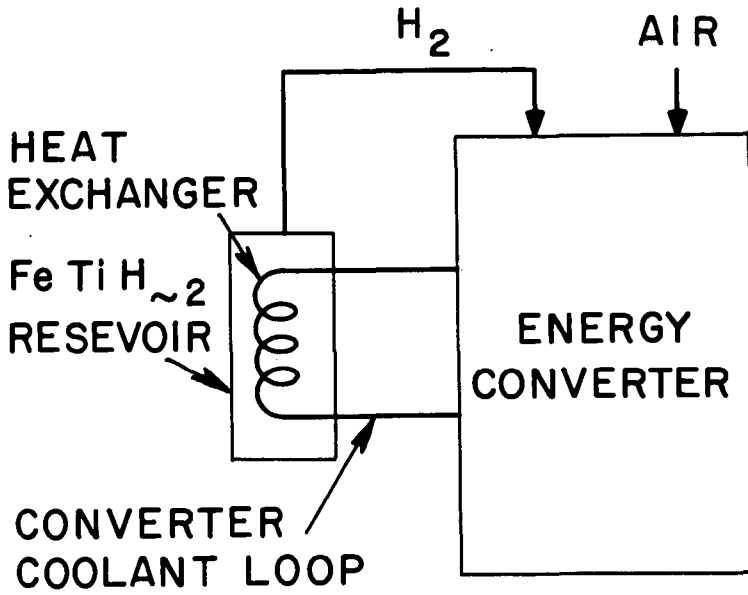 H2
AIR
HEAT
EXCHANGER
Fe Ti H~2
RESEVOIR
ENERGY
CONVERTER
CONVERTER
COOLANT LOOP